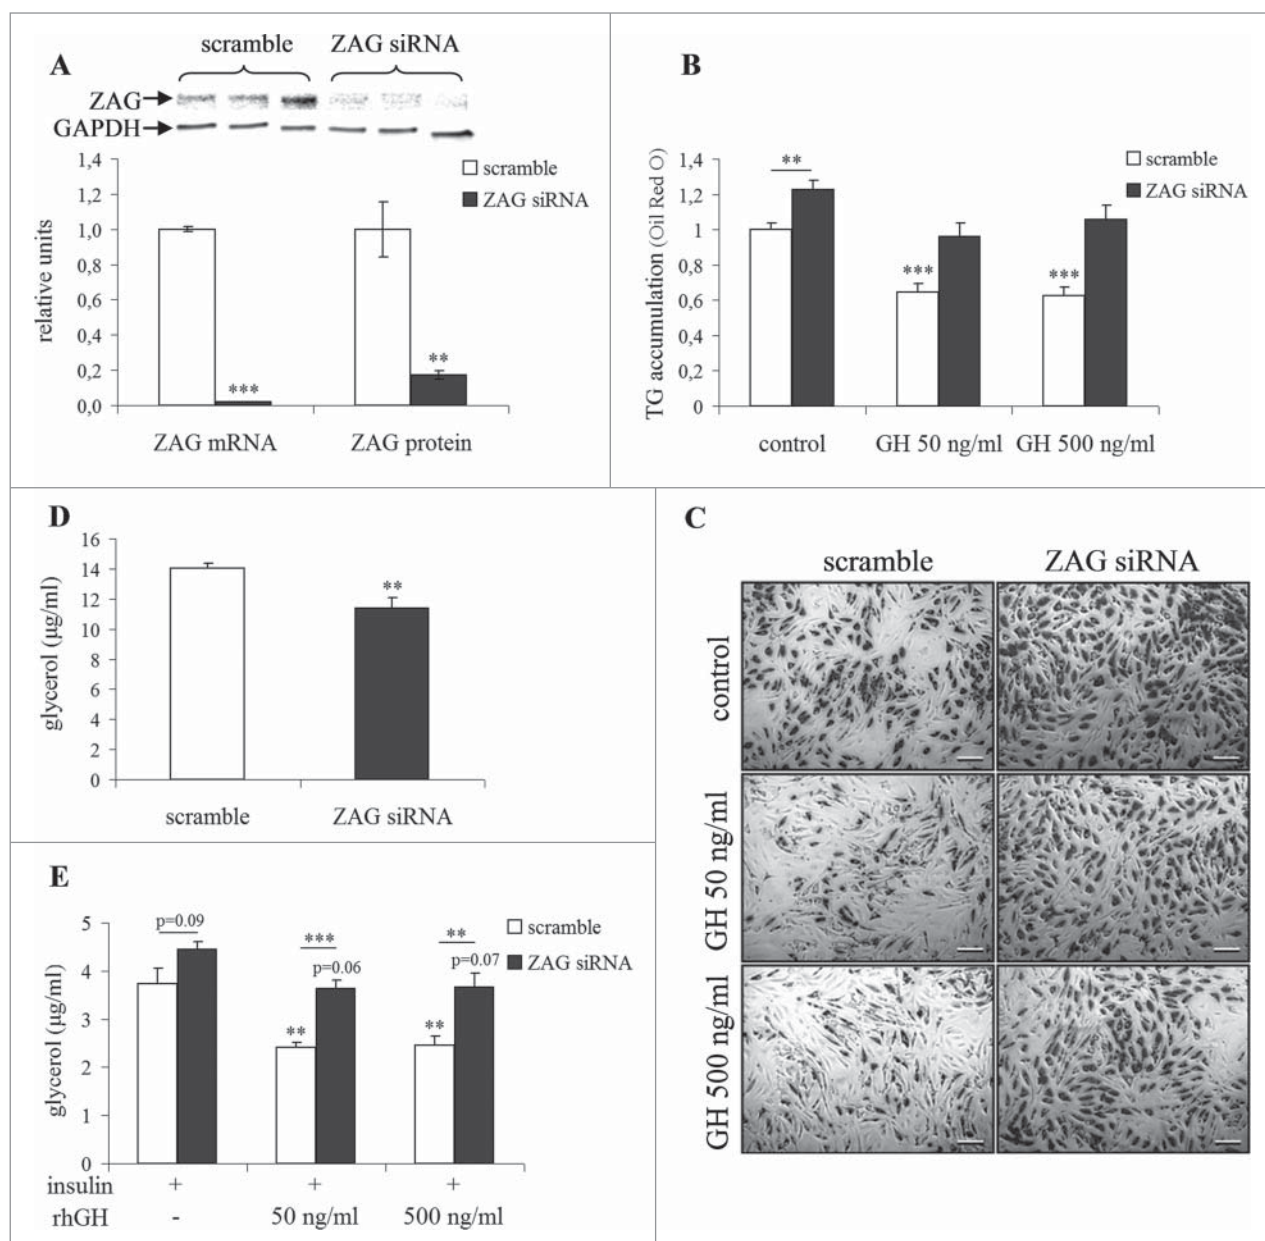 A
scramble ZAG siRNA
ZAG
GAPDH
scramble
ZAG siRNA
relative units
1,4
1,2
1,0
0,8
0,6
0,4
0,2
0,0
***
**
ZAG mRNA ZAG protein
B
scramble
ZAG siRNA
TG accumulation (Oil Red O)
1,4
1,2
1
0,8
0,6
0,4
0,2
0
**
***
***
control GH 50 ng/ml GH 500 ng/ml
D
glycerol (µg/ml)
16
14
12
10
8
6
4
2
0
**
scramble ZAG siRNA
C
scramble ZAG siRNA
control
GH 50 ng/ml
GH 500 ng/ml
E
scramble
ZAG siRNA
glycerol (µg/ml)
5
4
3
2
1
0
p=0.09
***
p=0.06
**
**
p=0.07
**
insulin + + +
rhGH - 50 ng/ml 500 ng/ml